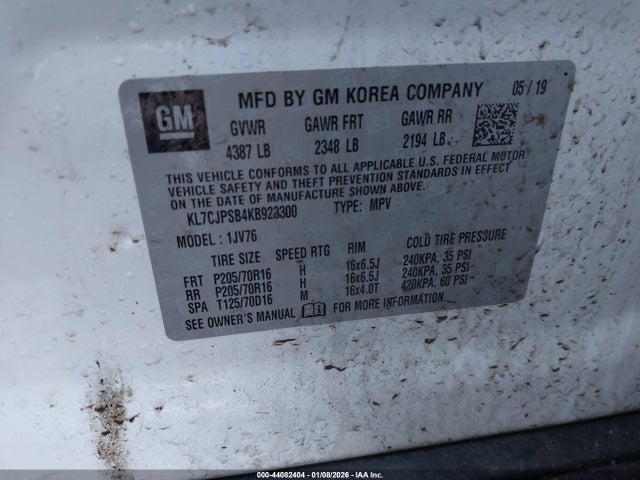 GM
MFD BY GM KOREA COMPANY 05/19
GVWR GAWR FRT GAWR RR
4387 LB 2348 LB 2194 LB
THIS VEHICLE CONFORMS TO ALL APPLICABLE U.S. FEDERAL MOTOR
VEHICLE SAFETY AND THEFT PREVENTION STANDARDS IN EFFECT
ON THE DATE OF MANUFACTURE SHOWN ABOVE.
KL7CJPSB4KB923300 TYPE: MPV
MODEL: 1JV76
TIRE SIZE SPEED RTG RIM COLD TIRE PRESSURE
FRT P205/70R16 H 16x6.5J 240KPA, 35 PSI
RR P205/70R16 H 16x6.5J 240KPA, 35 PSI
SPA T125/70D16 M 16x4.0T 420KPA, 60 PSI
SEE OWNER'S MANUAL FOR MORE INFORMATION.
000-44082404 - 01/08/2026 - IAA Inc.